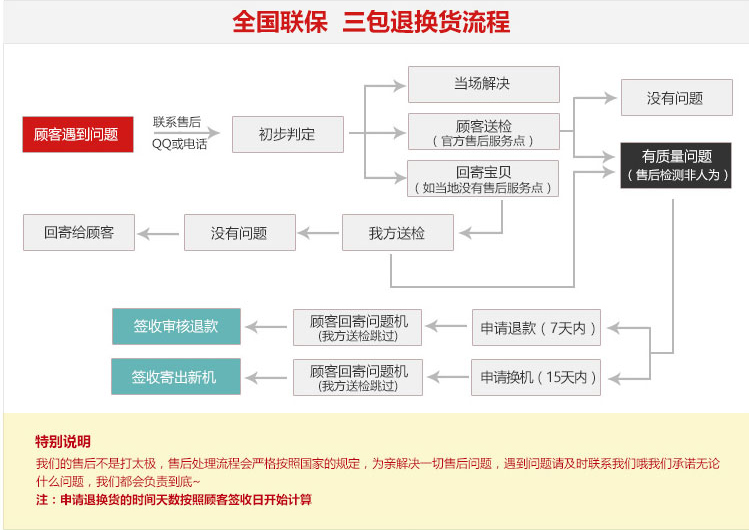 全国联保 三包退换货流程
顾客遇到问题
联系售后
QQ或电话
初步判定
当场解决
顾客送检
（官方售后服务点）
回寄宝贝
（如当地没有售后服务点）
没有问题
有质量问题
（售后检测非人为）
回寄给顾客
没有问题
我方送检
签收审核退款
顾客回寄问题机
(我方送检跳过)
申请退款（7天内）
签收寄出新机
顾客回寄问题机
(我方送检跳过)
申请换机（15天内）
特别说明
我们的售后不是打太极，售后处理流程会严格按照国家的规定，为亲解决一切售后问题，遇到问题请及时联系我们哦我们承诺无论
什么问题，我们都会负责到底~
注：申请退换货的时间天数按照顾客签收日开始计算